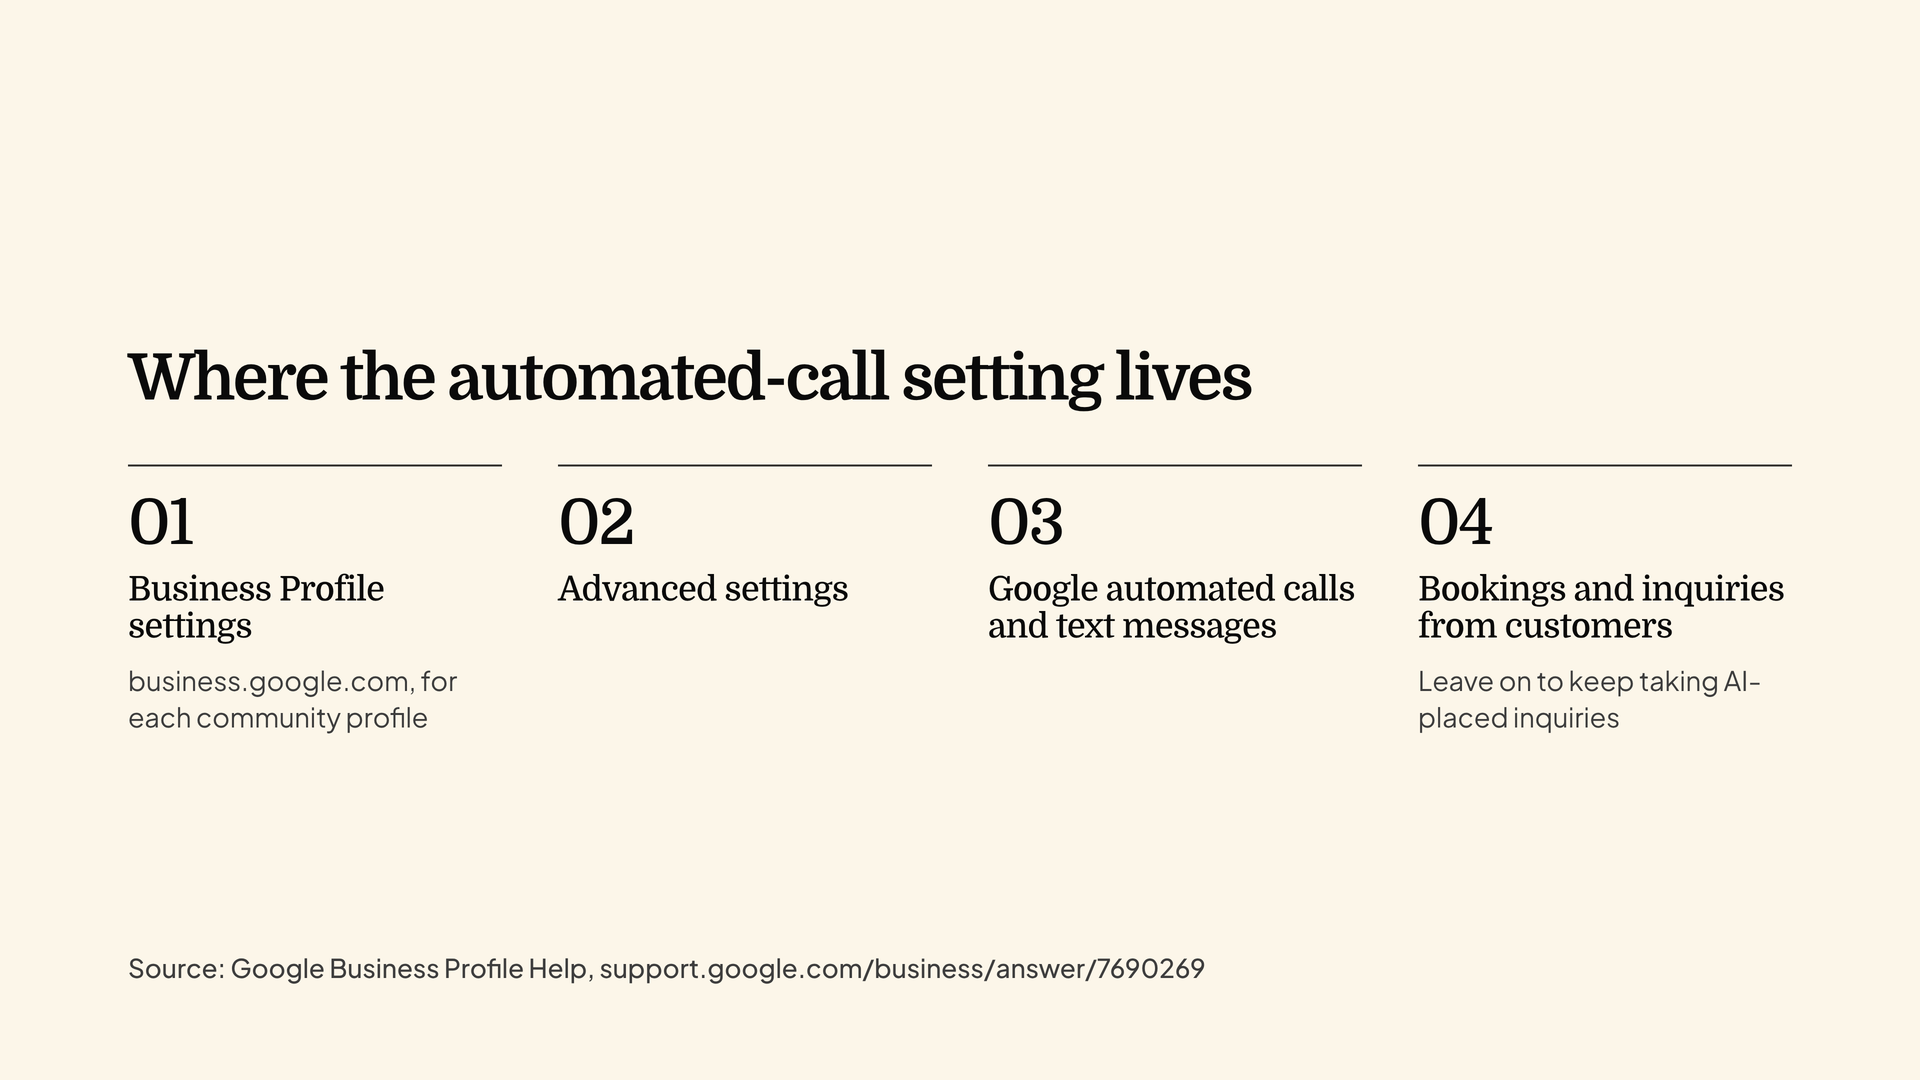 Where the automated-call setting lives
01
Business Profile
settings
business.google.com, for
each community profile
02
Advanced settings
03
Google automated calls
and text messages
04
Bookings and inquiries
from customers
Leave on to keep taking AI-
placed inquiries
Source: Google Business Profile Help, support.google.com/business/answer/7690269